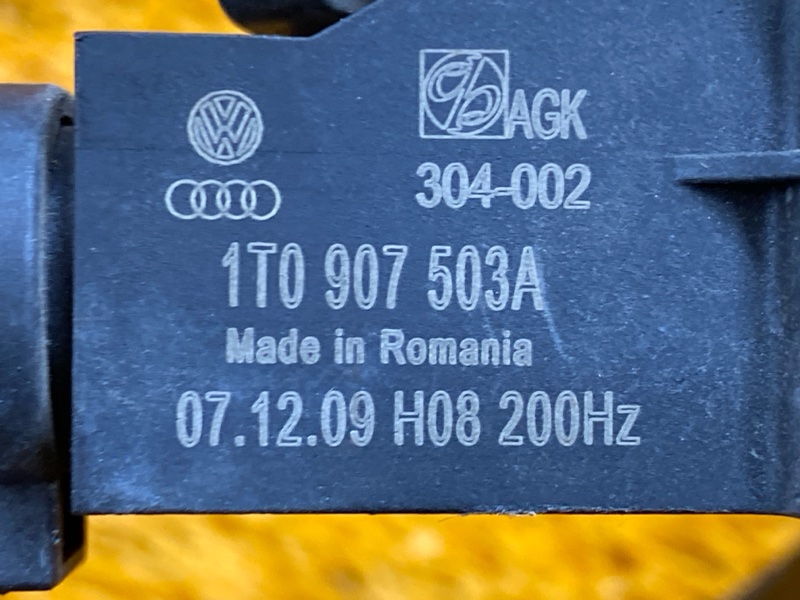 AGK
304-002
1T0 907 503A
Made in Romania
07.12.09 H08 200Hz